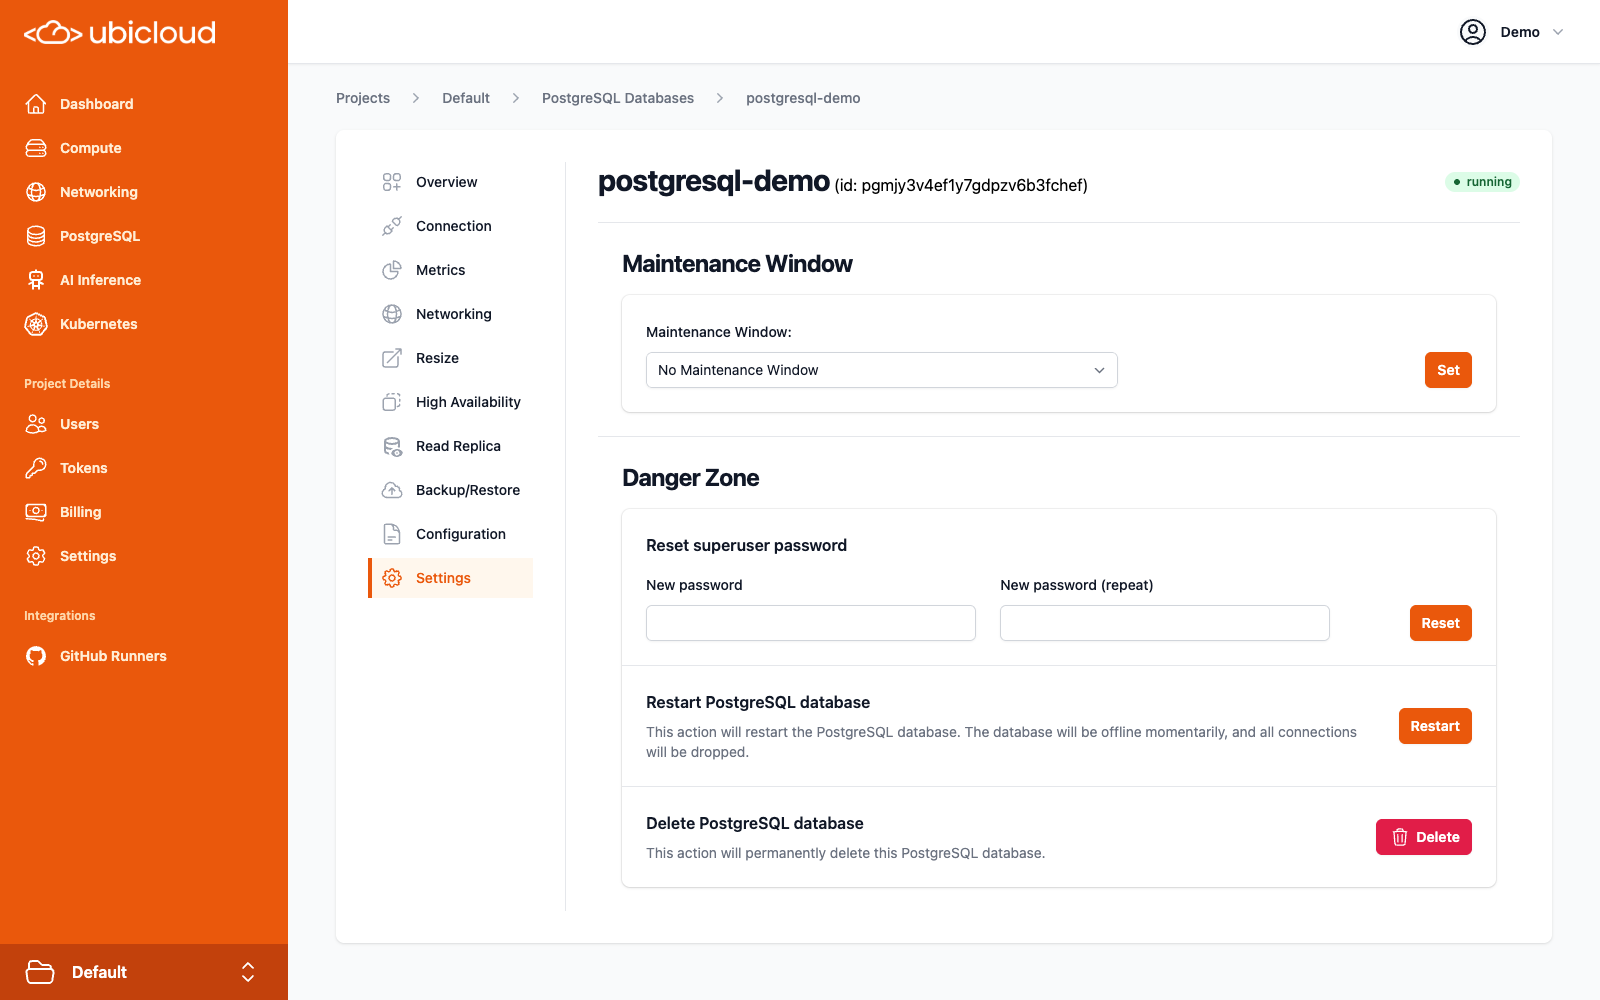 ubicloud
Demo
Dashboard
Compute
Networking
PostgreSQL
AI Inference
Kubernetes
Project Details
Users
Tokens
Billing
Settings
Integrations
GitHub Runners
Default
Projects
Default
PostgreSQL Databases
postgresql-demo
Overview
Connection
Metrics
Networking
Resize
High Availability
Read Replica
Backup/Restore
Configuration
Settings
postgresql-demo (id: pgmjy3v4ef1y7gdpzv6b3fchef)
running
Maintenance Window
Maintenance Window:
No Maintenance Window
Set
Danger Zone
Reset superuser password
New password
New password (repeat)
Reset
Restart PostgreSQL database
This action will restart the PostgreSQL database. The database will be offline momentarily, and all connections
will be dropped.
Restart
Delete PostgreSQL database
This action will permanently delete this PostgreSQL database.
Delete